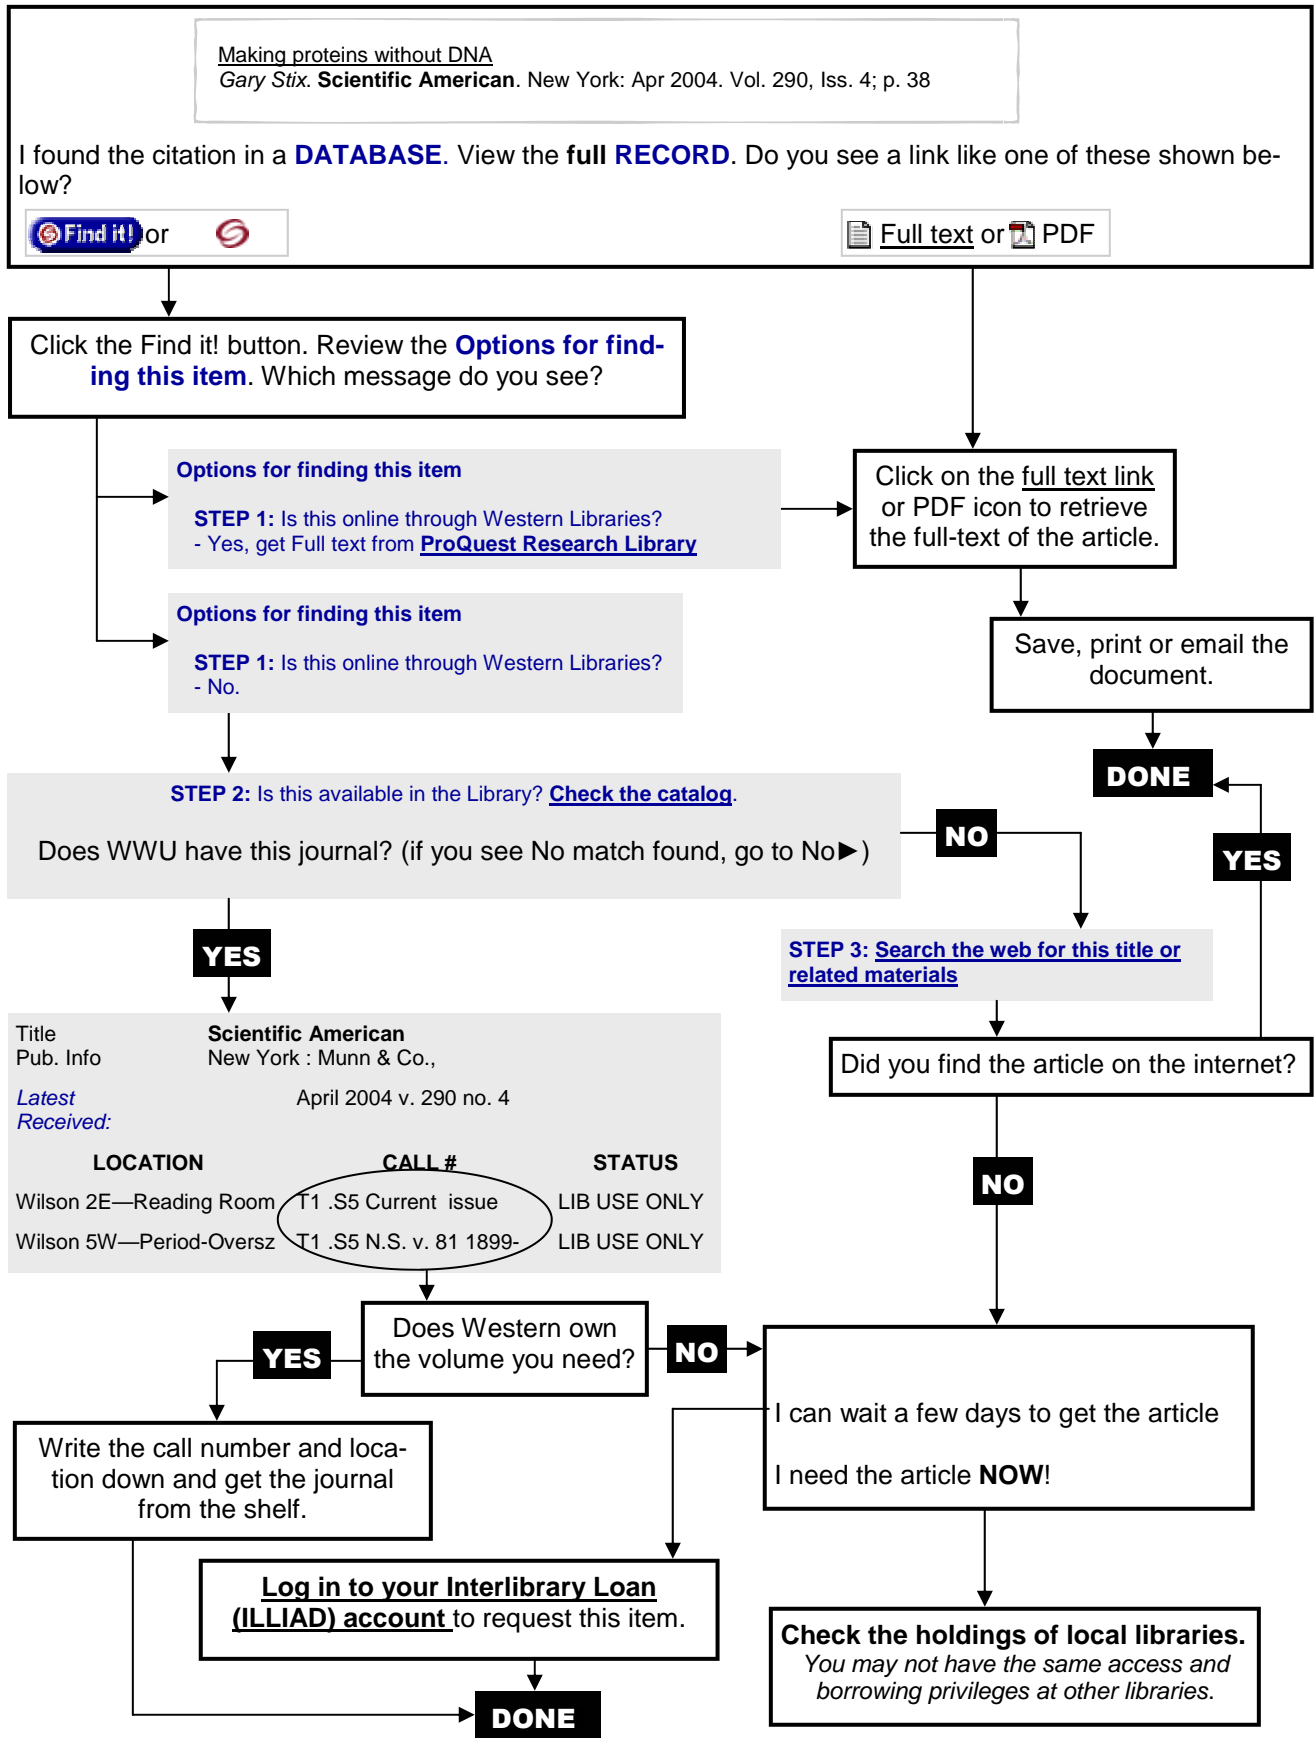 Making proteins without DNA
Gary Stix. Scientific American. New York: Apr 2004. Vol. 290, Iss. 4; p. 38
I found the citation in a DATABASE. View the full RECORD. Do you see a link like one of these shown be-
low?
Find it! or
Full text or PDF
Click the Find it! button. Review the Options for find-
ing this item. Which message do you see?
Options for finding this item
STEP 1: Is this online through Western Libraries?
- Yes, get Full text from ProQuest Research Library
Click on the full text link
or PDF icon to retrieve
the full-text of the article.
Options for finding this item
STEP 1: Is this online through Western Libraries?
- No.
Save, print or email the
document.
DONE
STEP 2: Is this available in the Library? Check the catalog.
Does WWU have this journal? (if you see No match found, go to No►)
NO
YES
YES
STEP 3: Search the web for this title or
related materials
Title Scientific American
Pub. Info New York : Munn & Co.,
Latest April 2004 v. 290 no. 4
Received:
LOCATION CALL # STATUS
Wilson 2E—Reading Room T1 .S5 Current issue LIB USE ONLY
Wilson 5W—Period-Oversz T1 .S5 N.S. v. 81 1899- LIB USE ONLY
Did you find the article on the internet?
NO
Does Western own
the volume you need?
YES
NO
I can wait a few days to get the article
I need the article NOW!
Write the call number and loca-
tion down and get the journal
from the shelf.
Log in to your Interlibrary Loan
(ILLIAD) account to request this item.
Check the holdings of local libraries.
You may not have the same access and
borrowing privileges at other libraries.
DONE